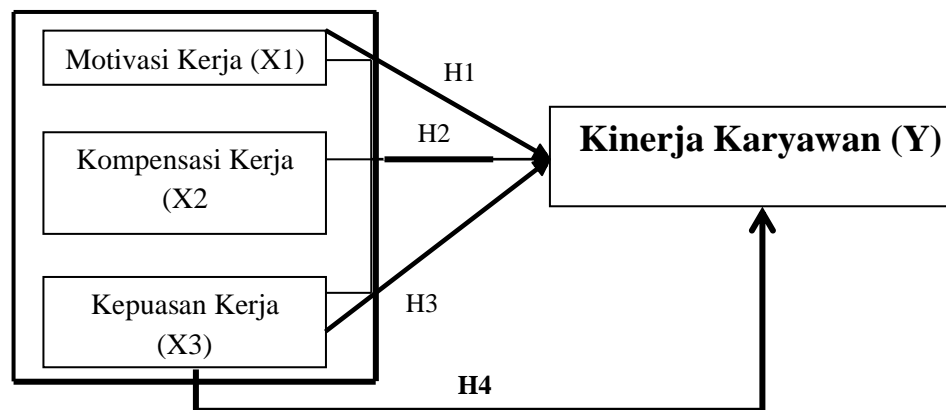 Motivasi Kerja (X1)
H1
H2
Kinerja Karyawan (Y)
Kompensasi Kerja
(X2
Kepuasan Kerja
(X3)
H3
H4